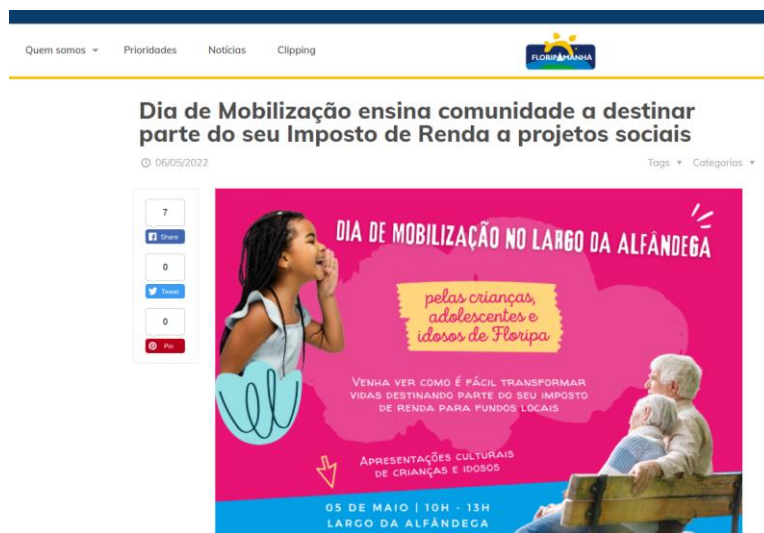 Quem somos Prioridades Notícias Clipping
FLORIPAMANHÃ
Dia de Mobilização ensina comunidade a destinar
parte do seu Imposto de Renda a projetos sociais
06/05/2022 Tags Categorias
7
Share
0
Tweet
0
Pin
DIA DE MOBILIZAÇÃO NO LARGO DA ALFÂNDEGA
pelas crianças,
adolescentes e
idosos de Floripa
VENHA VER COMO É FÁCIL TRANSFORMAR
VIDAS DESTINANDO PARTE DO SEU IMPOSTO
DE RENDA PARA FUNDOS LOCAIS
APRESENTAÇÕES CULTURAIS
DE CRIANÇAS E IDOSOS
05 DE MAIO | 10H - 13H
LARGO DA ALFÂNDEGA